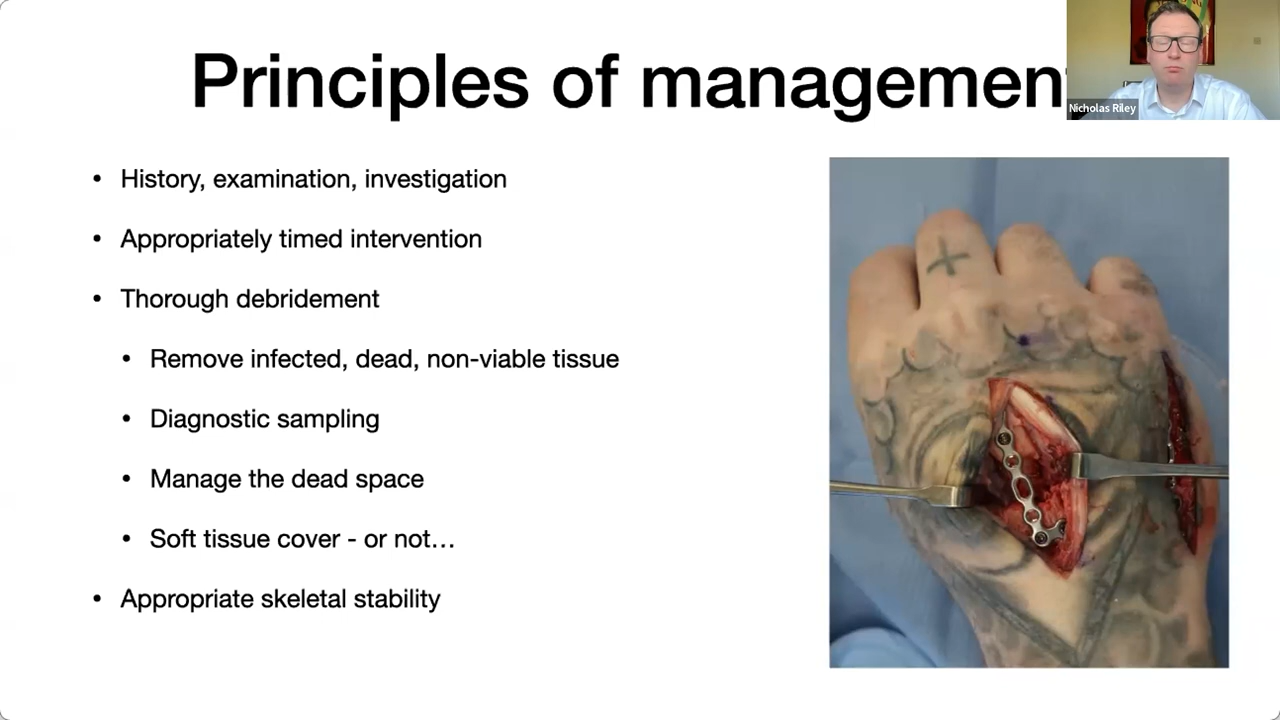 Principles of managemen
Nicholas Riley
• History, examination, investigation
• Appropriately timed intervention
• Thorough debridement
• Remove infected, dead, non-viable tissue
• Diagnostic sampling
• Manage the dead space
• Soft tissue cover - or not…
• Appropriate skeletal stability